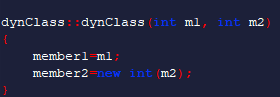 dynClass::dynClass(int m1, int m2)
{
member1=m1;
member2=new int(m2);
}